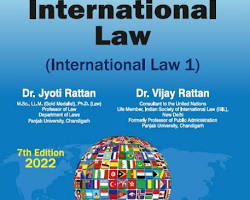 International
Law
(International Law 1)
Dr. Jyoti Rattan
M.Sc., LL.M. (Gold Medalist), Ph.D. (Law)
Professor of Law
Department of Laws
Panjab University, Chandigarh
Dr. Vijay Rattan
Consultant to the United Nations
Life Member, Indian Society of International Law (ISIL),
New Delhi
Formerly Professor of Public Administration
Panjab University, Chandigarh
7th Edition
2022